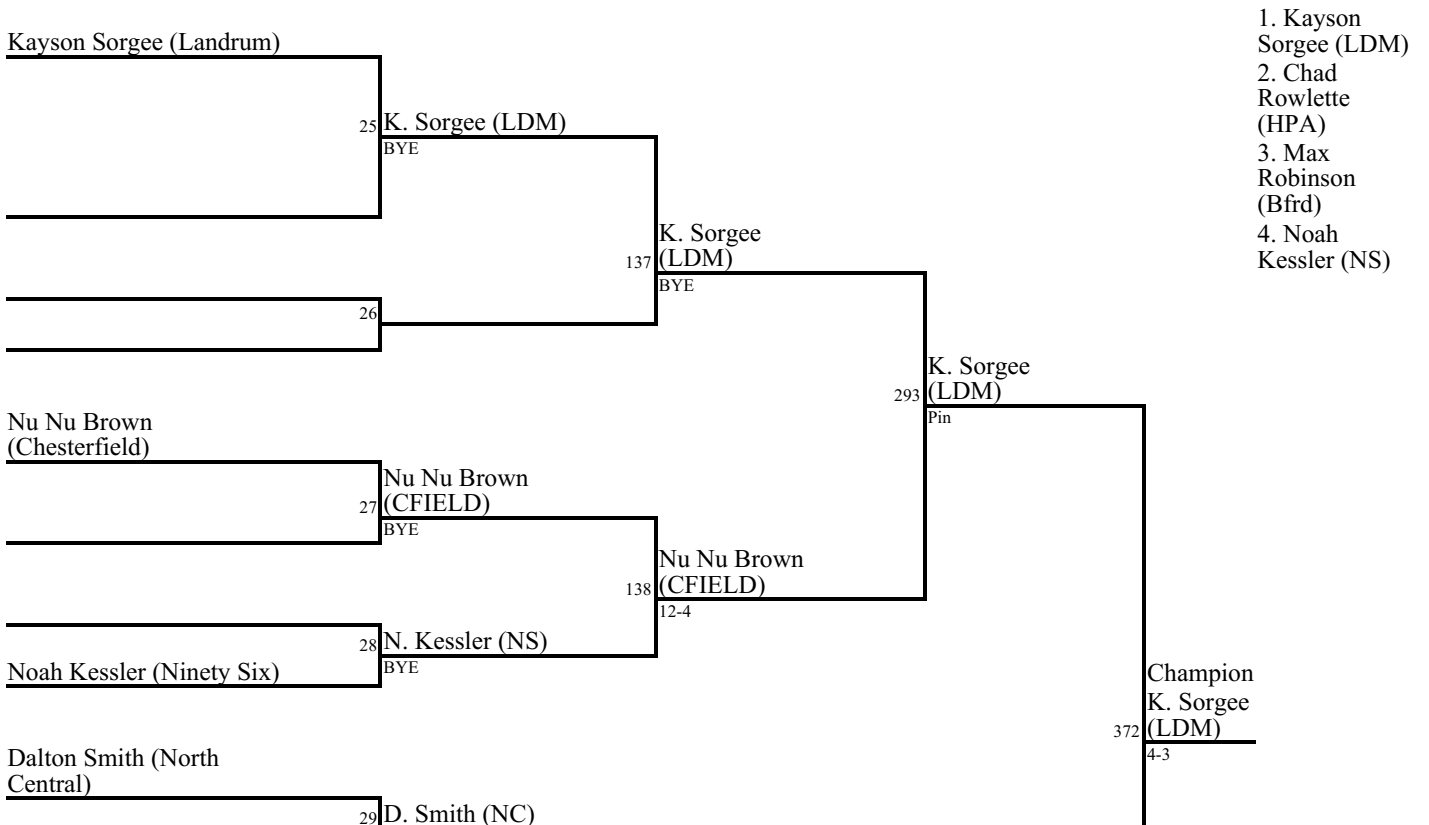 1. Kayson
Sorgee (LDM)
2. Chad
Rowlette
(HPA)
3. Max
Robinson
(Bfrd)
4. Noah
Kessler (NS)
Kayson Sorgee (Landrum)
25
K. Sorgee (LDM)
BYE
K. Sorgee
137
(LDM)
BYE
26
K. Sorgee
293
(LDM)
Pin
Nu Nu Brown
(Chesterfield)
Nu Nu Brown
27
(CFIELD)
BYE
Nu Nu Brown
138
(CFIELD)
12-4
28
N. Kessler (NS)
BYE
Noah Kessler (Ninety Six)
Champion
K. Sorgee
372
(LDM)
4-3
Dalton Smith (North
Central)
29
D. Smith (NC)